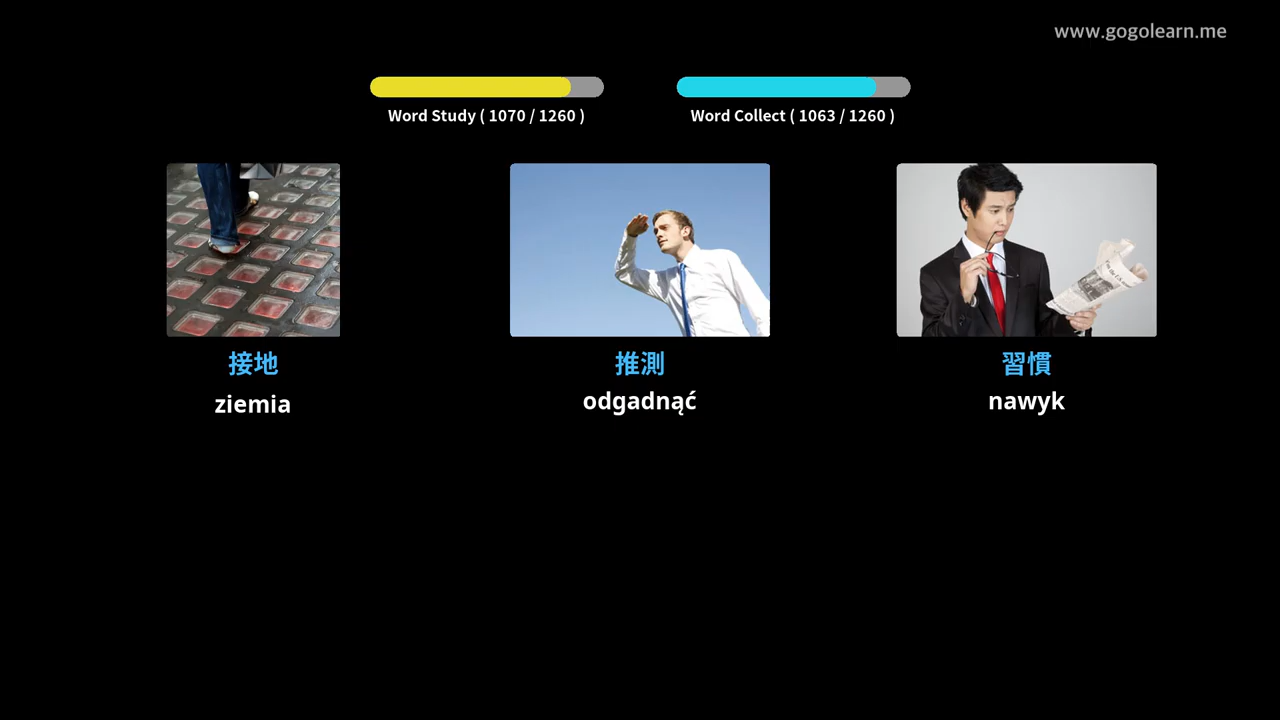 www.gogolearn.me
Word Study ( 1070 / 1260 )
Word Collect ( 1063 / 1260 )
接地
推測
習慣
ziemia
odgadnąć
nawyk